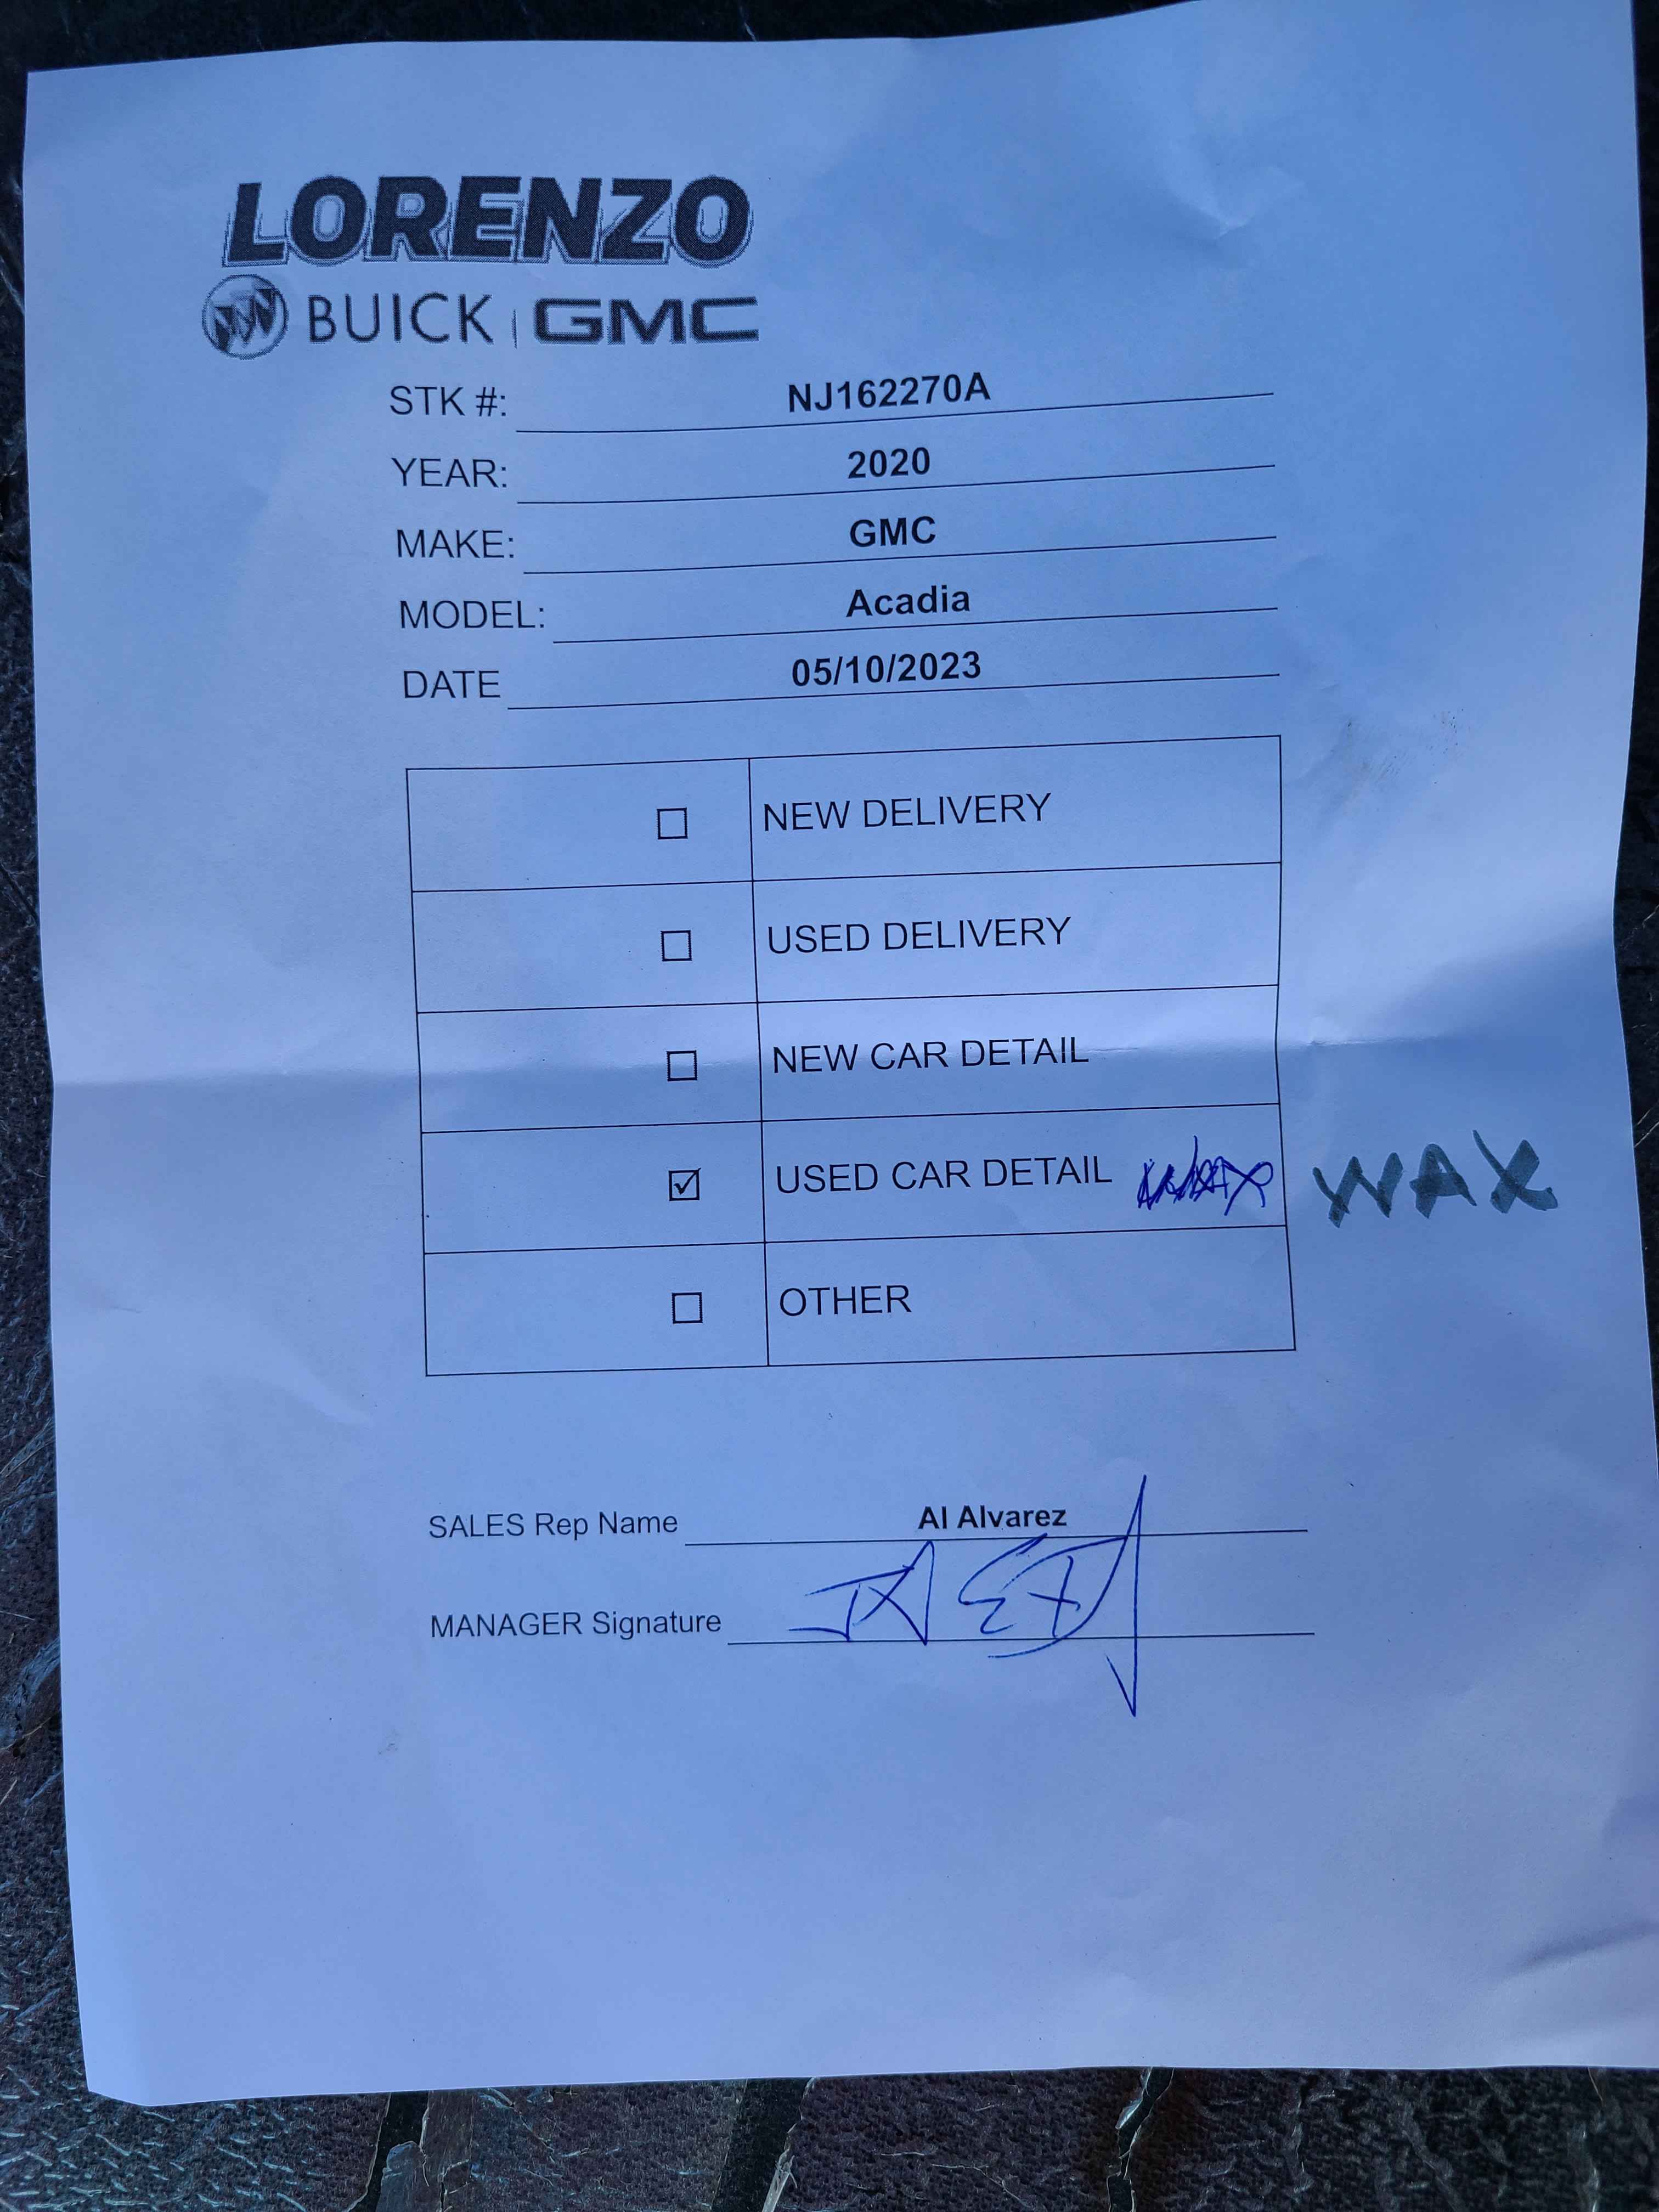 LORENZO
BUICK | GMC
STK #: NJ162270A
YEAR: 2020
MAKE: GMC
MODEL: Acadia
DATE 05/10/2023
☐ NEW DELIVERY
☐ USED DELIVERY
☐ NEW CAR DETAIL
☑ USED CAR DETAIL WAX
☐ OTHER
SALES Rep Name Al Alvarez
MANAGER Signature